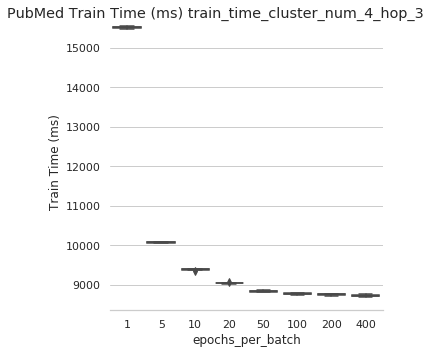 PubMed Train Time (ms) train_time_cluster_num_4_hop_3
15000
14000
13000
12000
11000
10000
9000
Train Time (ms)
1 5 10 20 50 100 200 400
epochs_per_batch